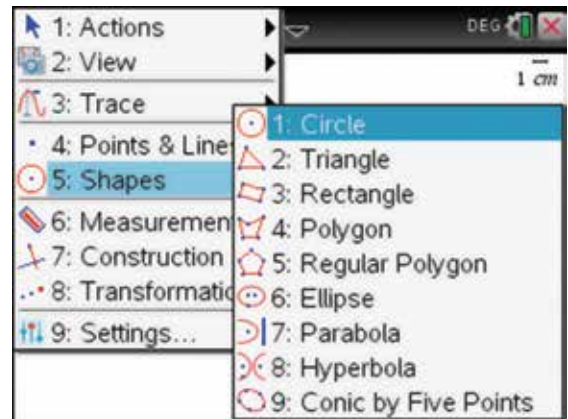 1: Actions
DEG
2: View
1 cm
3: Trace
4: Points & Line
5: Shapes
6: Measuremen
7: Construction
8: Transformatio
9: Settings...
1: Circle
2: Triangle
3: Rectangle
4: Polygon
5: Regular Polygon
6: Ellipse
7: Parabola
8: Hyperbola
9: Conic by Five Points